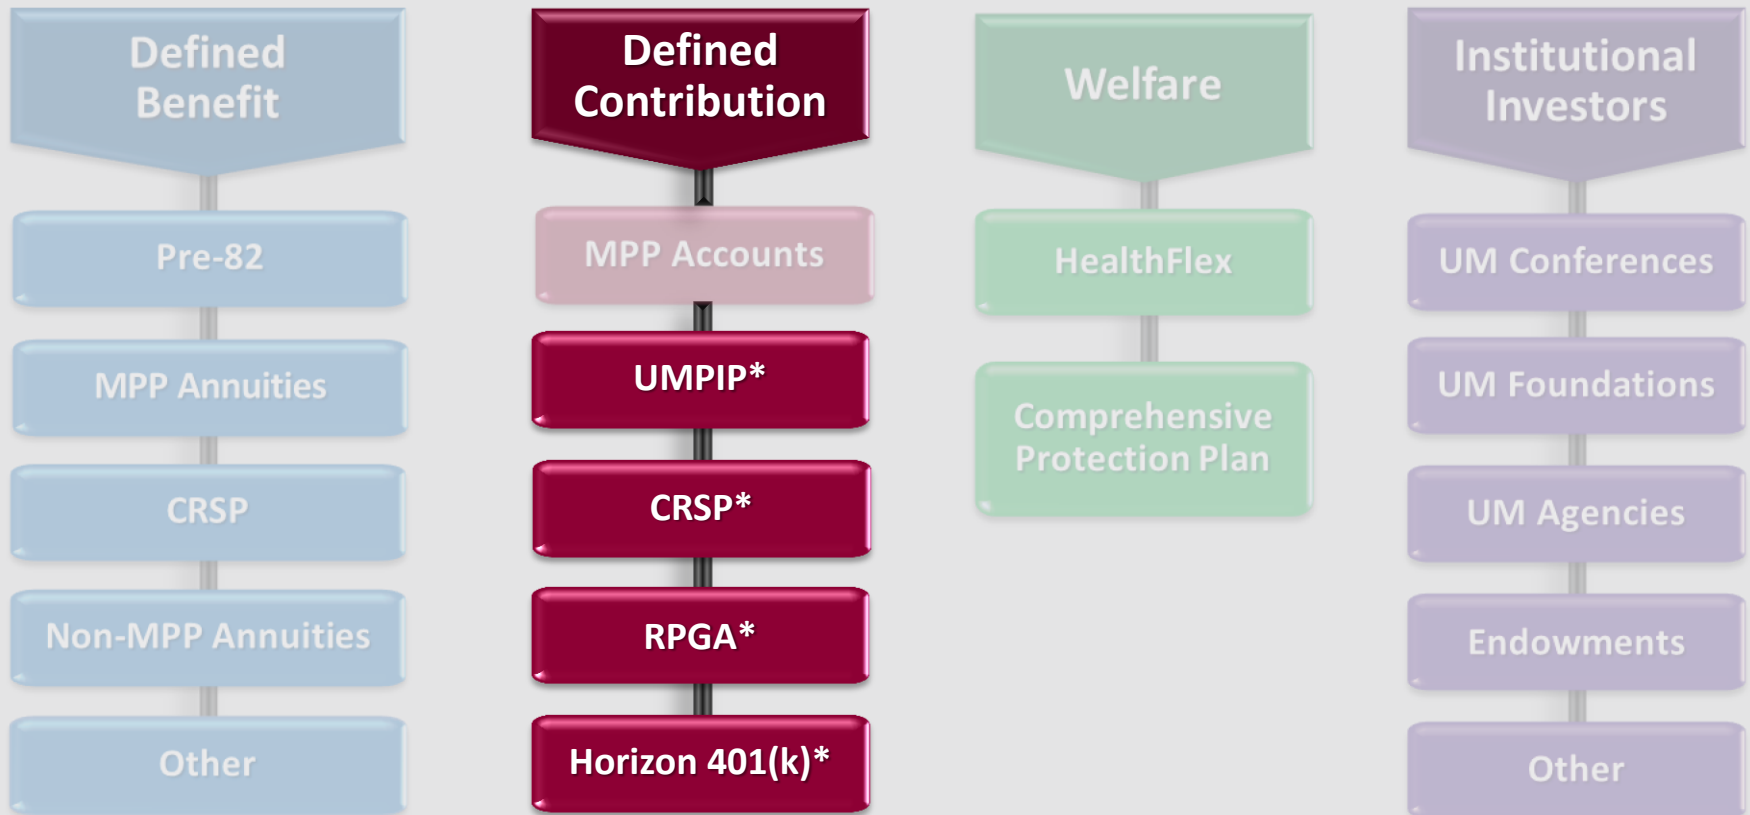 Defined
Benefit
Pre-82
MPP Annuities
CRSP
Non-MPP Annuities
Other
Defined
Contribution
MPP Accounts
UMPIP*
CRSP*
RPGA*
Horizon 401(k)*
Welfare
HealthFlex
Comprehensive
Protection Plan
Institutional
Investors
UM Conferences
UM Foundations
UM Agencies
Endowments
Other